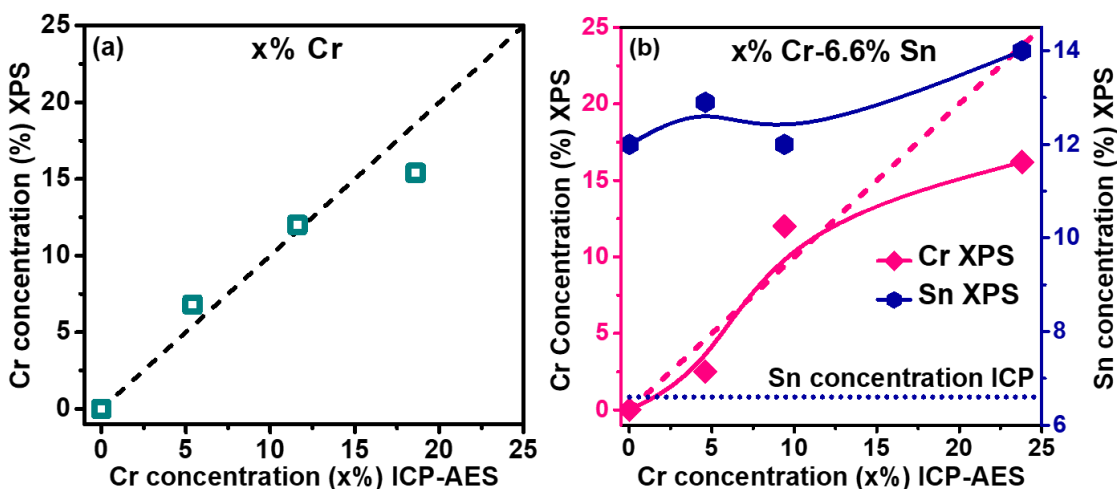 (a)
x% Cr
Cr concentration (%) XPS
25
20
15
10
5
0
0
5
10
15
20
25
Cr concentration (x%) ICP-AES
(b)
x% Cr-6.6% Sn
Cr Concentration (%) XPS
25
20
15
10
5
0
Cr XPS
Sn XPS
Sn concentration ICP
14
12
10
8
6
Sn concentration (%) XPS
0
5
10
15
20
25
Cr concentration (x%) ICP-AES